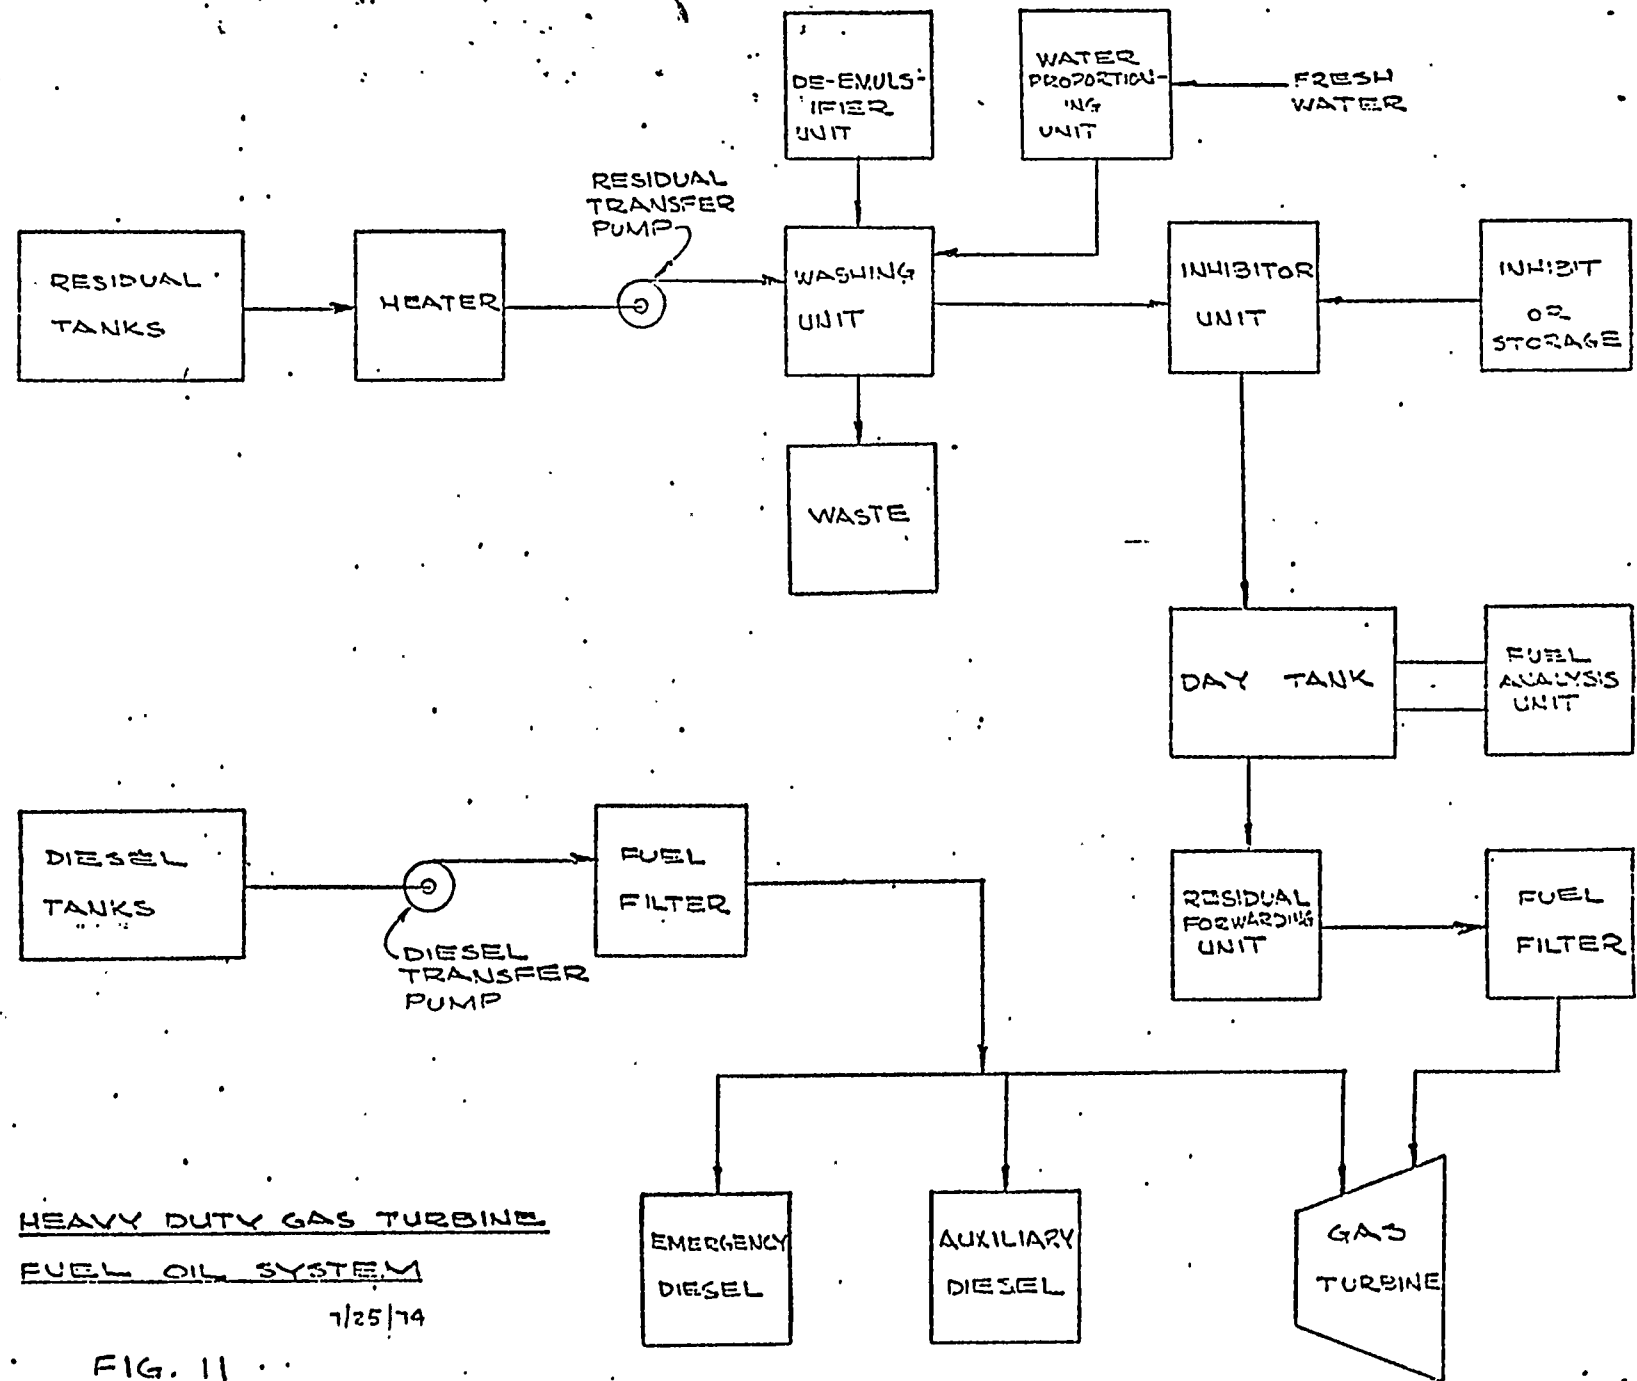 DE-EMULS-
IFIER
UNIT
WATER
PROPORTION-
ING
UNIT
FRESH
WATER
RESIDUAL
TRANSFER
PUMP
RESIDUAL
TANKS
HEATER
WASHING
UNIT
INHIBITOR
UNIT
INHIBIT
OR
STORAGE
WASTE
DAY TANK
FUEL
ANALYSIS
UNIT
DIESEL
TANKS
DIESEL
TRANSFER
PUMP
FUEL
FILTER
RESIDUAL
FORWARDING
UNIT
FUEL
FILTER
EMERGENCY
DIESEL
AUXILIARY
DIESEL
GAS
TURBINE
HEAVY DUTY GAS TURBINE
FUEL OIL SYSTEM
7/25/74
FIG. 11